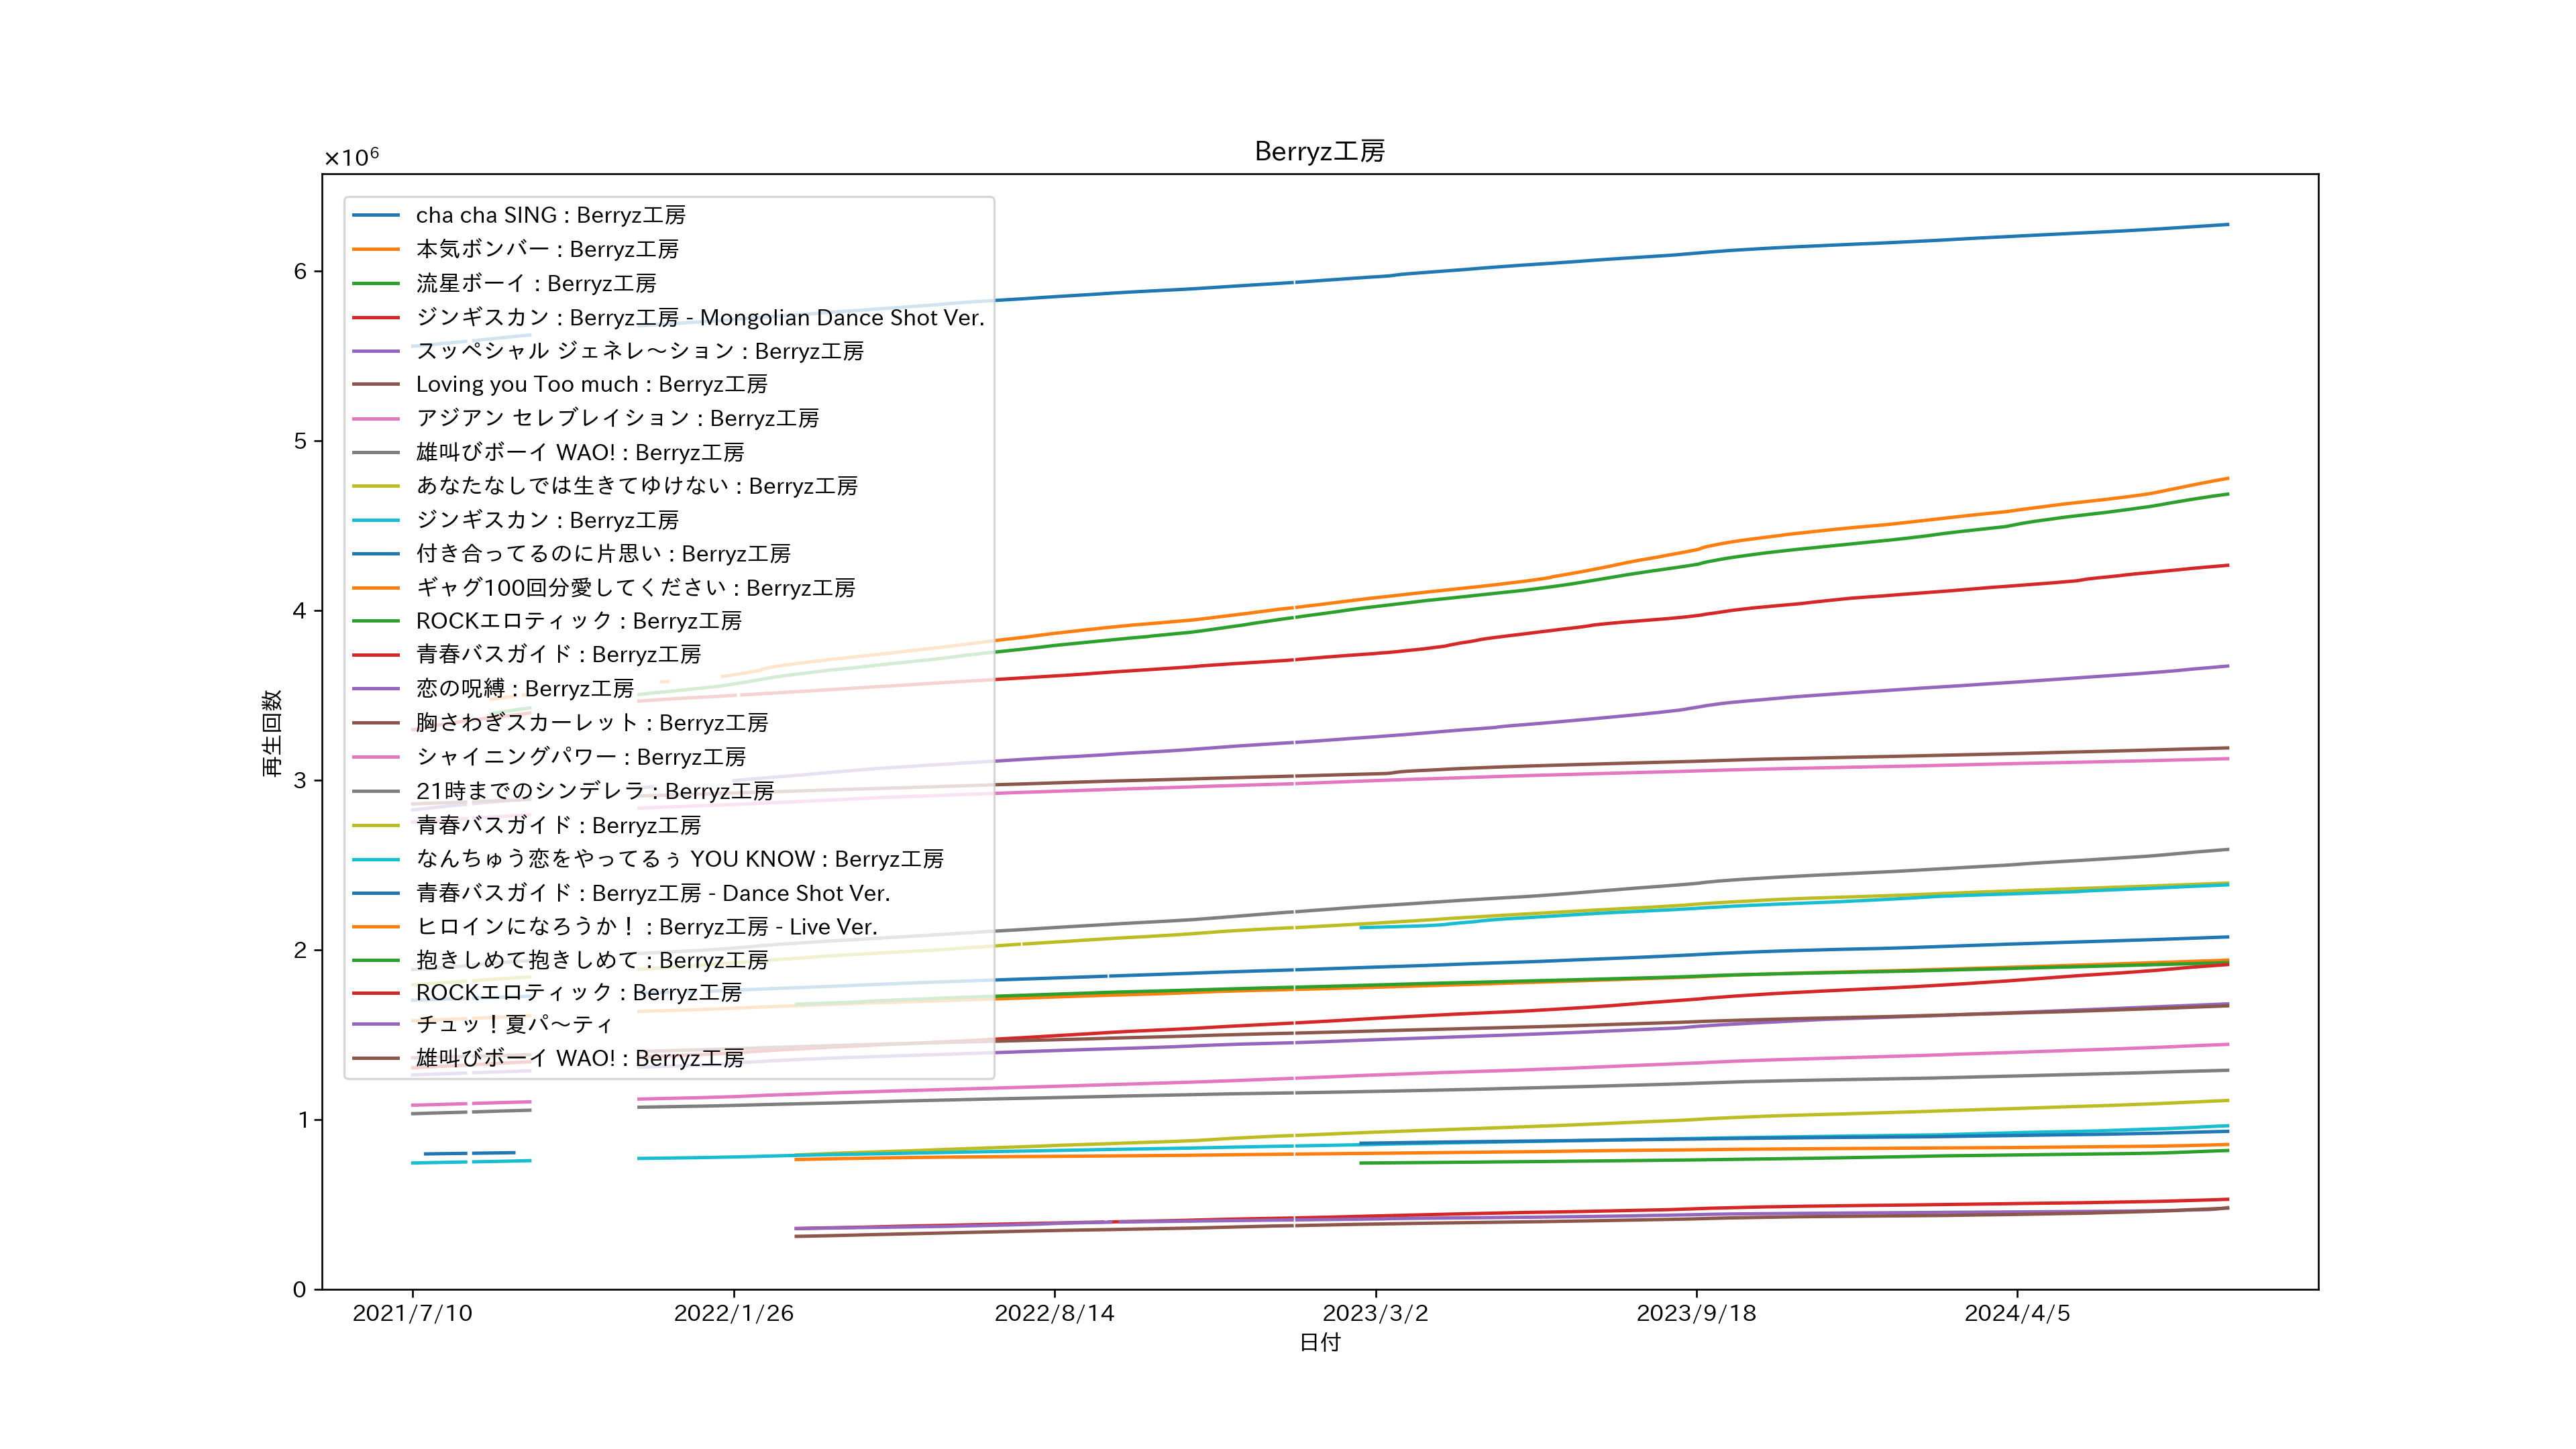 Berryz工房
×10⁶
cha cha SING : Berryz工房
本気ボンバー : Berryz工房
流星ボーイ : Berryz工房
ジンギスカン : Berryz工房 - Mongolian Dance Shot Ver.
スッペシャル ジェネレ～ション : Berryz工房
Loving you Too much : Berryz工房
アジアン セレブレイション : Berryz工房
雄叫びボーイ WAO! : Berryz工房
あなたなしでは生きてゆけない : Berryz工房
ジンギスカン : Berryz工房
付き合ってるのに片思い : Berryz工房
ギャグ100回分愛してください : Berryz工房
ROCKエロティック : Berryz工房
青春バスガイド : Berryz工房
恋の呪縛 : Berryz工房
胸さわぎスカーレット : Berryz工房
シャイニングパワー : Berryz工房
21時までのシンデレラ : Berryz工房
青春バスガイド : Berryz工房
なんちゅう恋をやってるぅ YOU KNOW : Berryz工房
青春バスガイド : Berryz工房 - Dance Shot Ver.
ヒロインになろうか！ : Berryz工房 - Live Ver.
抱きしめて抱きしめて : Berryz工房
ROCKエロティック : Berryz工房
チュッ！夏パ～ティ
雄叫びボーイ WAO! : Berryz工房
6
5
4
3
2
1
0
再生回数
2021/7/10
2022/1/26
2022/8/14
2023/3/2
2023/9/18
2024/4/5
日付